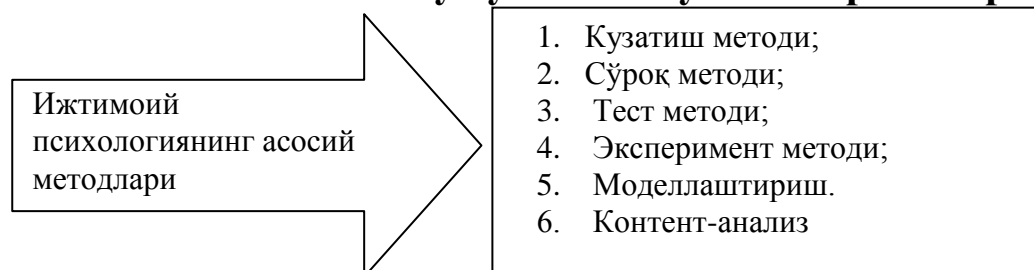 Ижтимоий
психологиянинг асосий
методлари
1. Кузатиш методи;
2. Сўроқ методи;
3. Тест методи;
4. Эксперимент методи;
5. Моделлаштириш.
6. Контент-анализ